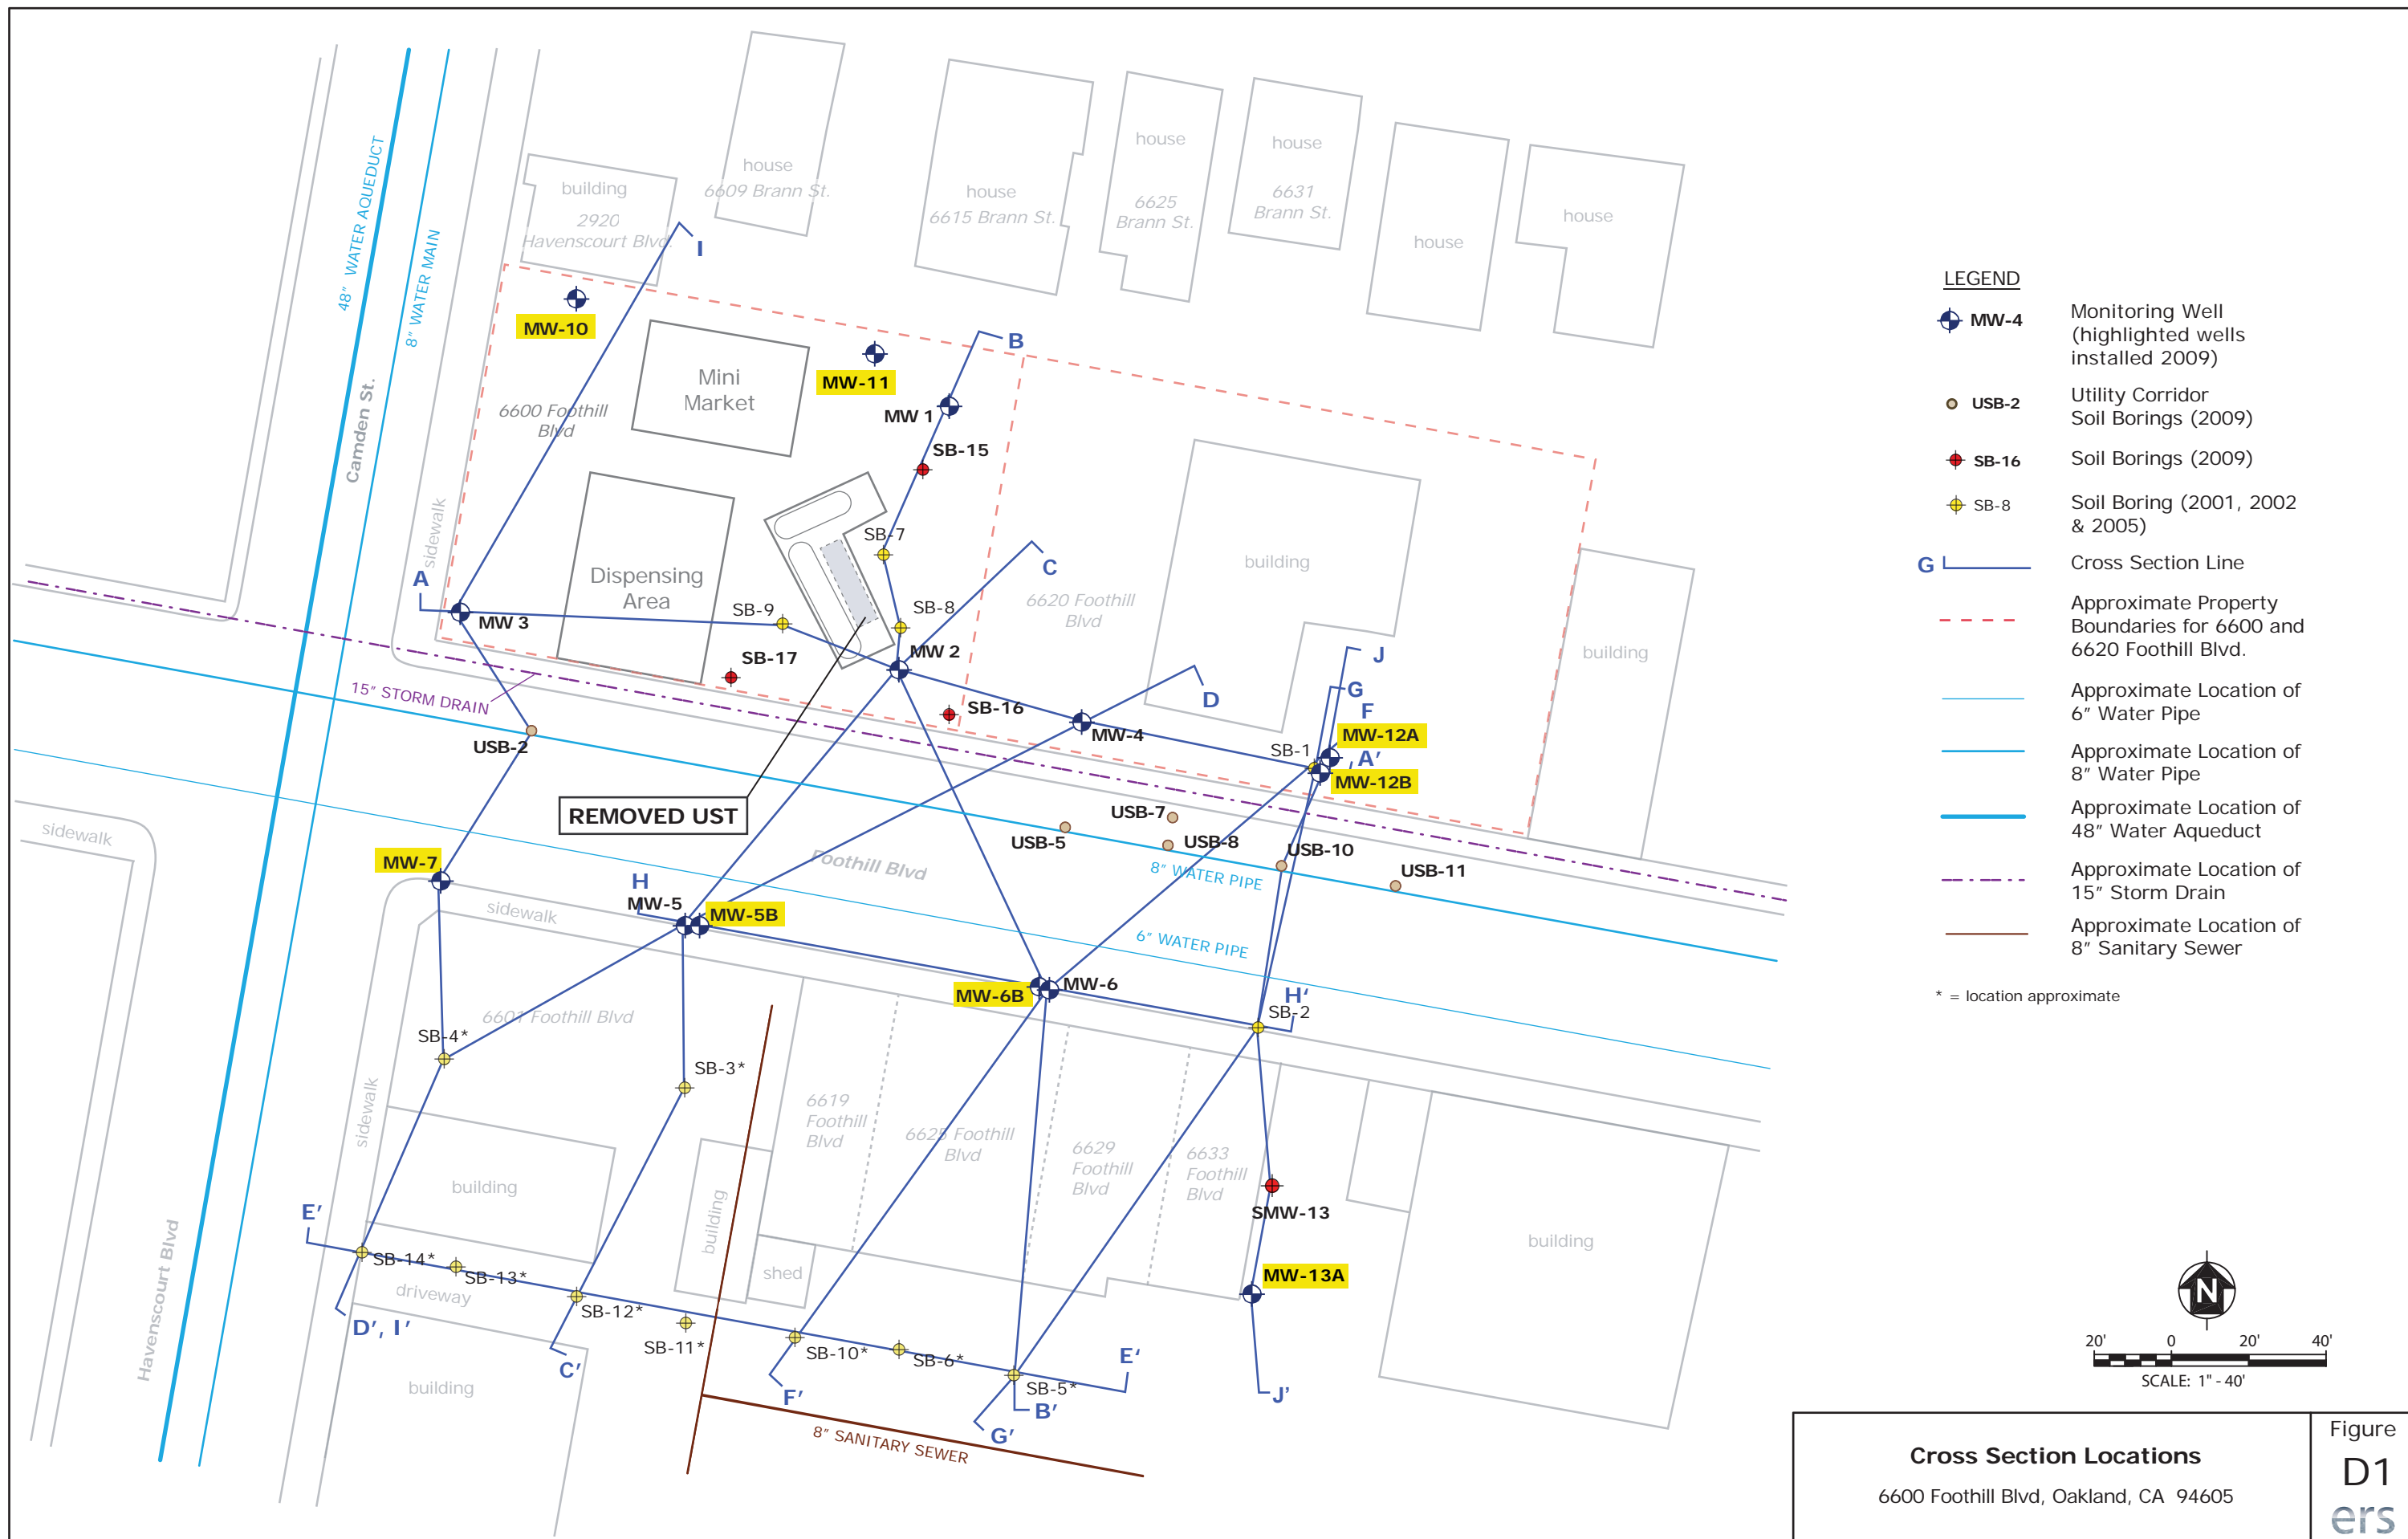 48" WATER AQUEDUCT
8" WATER MAIN
Camden St.
sidewalk
building
2920
Havenscourt Blvd.
house
6609 Brann St.
house
6615 Brann St.
house
6625
Brann St.
house
6631
Brann St.
house
house
I
MW-10
Mini
Market
MW-11
B
MW 1
6600 Foothill
Blvd
SB-15
SB-7
C
Dispensing
Area
A
MW 3
SB-9
SB-8
MW 2
6620 Foothill
Blvd
building
building
SB-17
SB-16
D
MW-4
J
G
F
MW-12A
SB-1
, A'
MW-12B
15" STORM DRAIN
USB-2
REMOVED UST
USB-7
USB-5
USB-8
USB-10
USB-11
8" WATER PIPE
Foothill Blvd
sidewalk
MW-7
H
MW-5
MW-5B
sidewalk
6" WATER PIPE
MW-6B
MW-6
H'
SB-2
6601 Foothill Blvd
SB-4*
SB-3*
sidewalk
6619
Foothill
Blvd
6625 Foothill
Blvd
6629
Foothill
Blvd
6633
Foothill
Blvd
building
building
SMW-13
building
E'
SB-14*
SB-13*
driveway
shed
MW-13A
SB-12*
D', I'
SB-11*
SB-10*
SB-6*
E'
C'
building
SB-5*
F'
B'
J'
G'
8" SANITARY SEWER
Havenscourt Blvd
LEGEND
MW-4 Monitoring Well
(highlighted wells
installed 2009)
USB-2 Utility Corridor
Soil Borings (2009)
SB-16 Soil Borings (2009)
SB-8 Soil Boring (2001, 2002
& 2005)
G Cross Section Line
Approximate Property
Boundaries for 6600 and
6620 Foothill Blvd.
Approximate Location of
6" Water Pipe
Approximate Location of
8" Water Pipe
Approximate Location of
48" Water Aqueduct
Approximate Location of
15" Storm Drain
Approximate Location of
8" Sanitary Sewer
* = location approximate
N
20' 0 20' 40'
SCALE: 1" - 40'
Cross Section Locations
6600 Foothill Blvd, Oakland, CA 94605
Figure
D1
ers